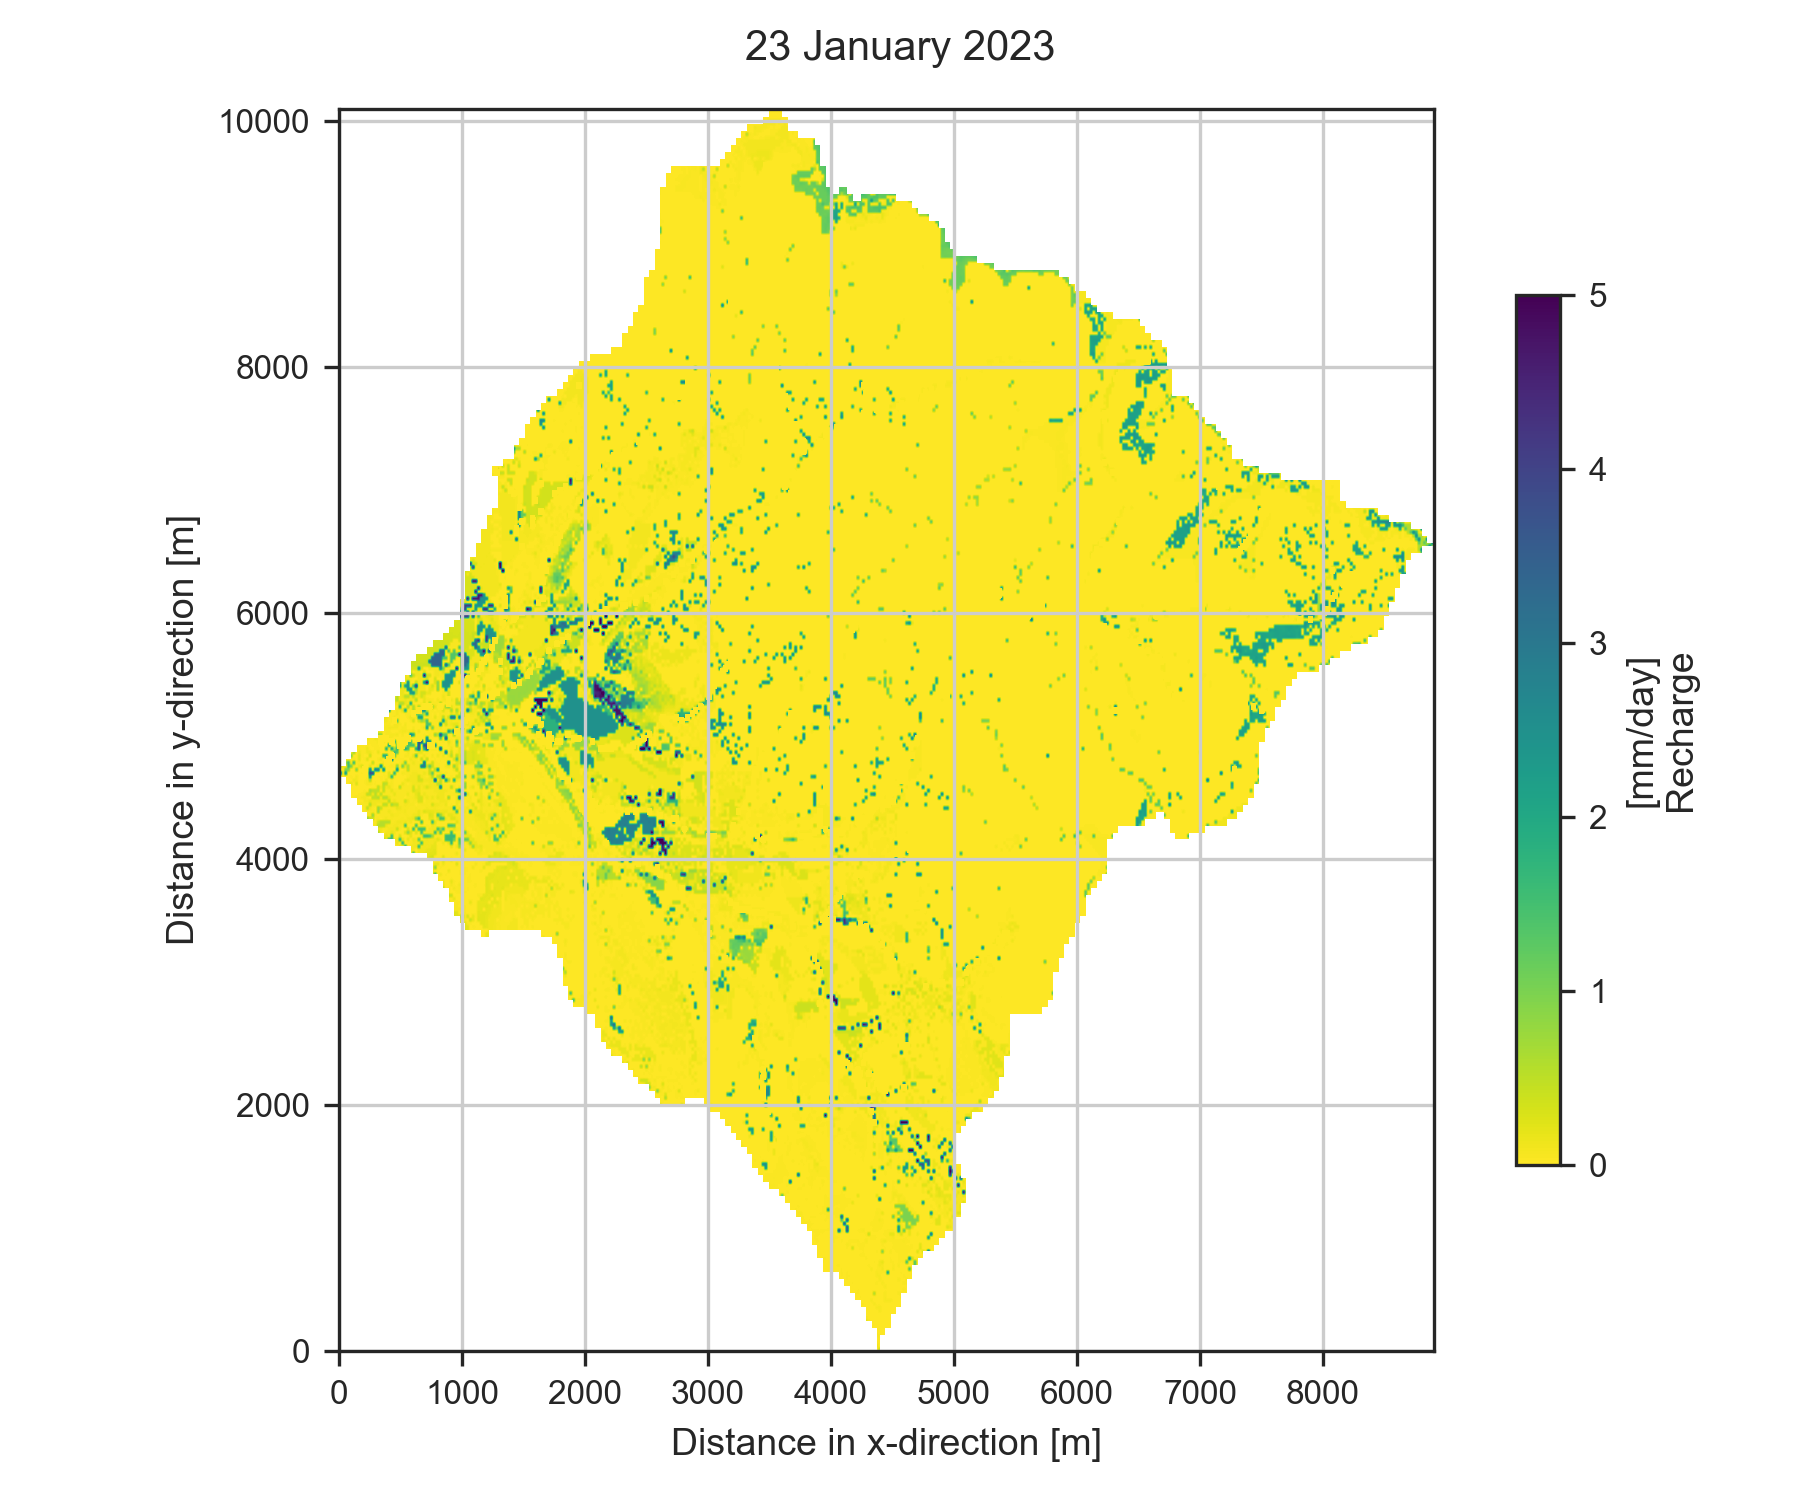 23 January 2023
10000
8000
6000
4000
2000
0
Distance in y-direction [m]
0 1000 2000 3000 4000 5000 6000 7000 8000
Distance in x-direction [m]
5
4
3
2
1
0
[mm/day]
Recharge